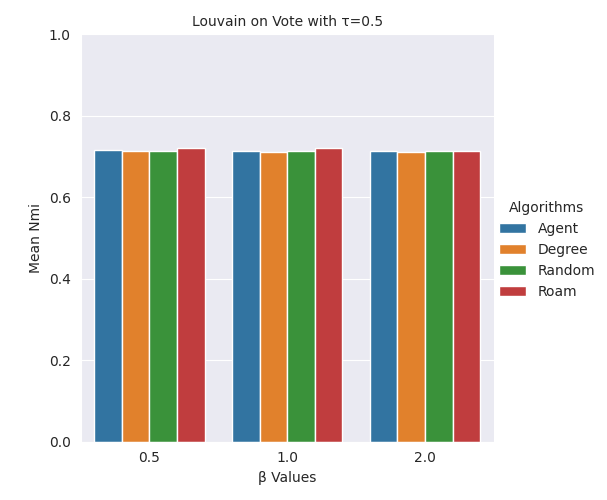 Louvain on Vote with τ=0.5
1.0
0.8
0.6
0.4
0.2
0.0
Mean Nmi
0.5
1.0
2.0
β Values
Algorithms
Agent
Degree
Random
Roam